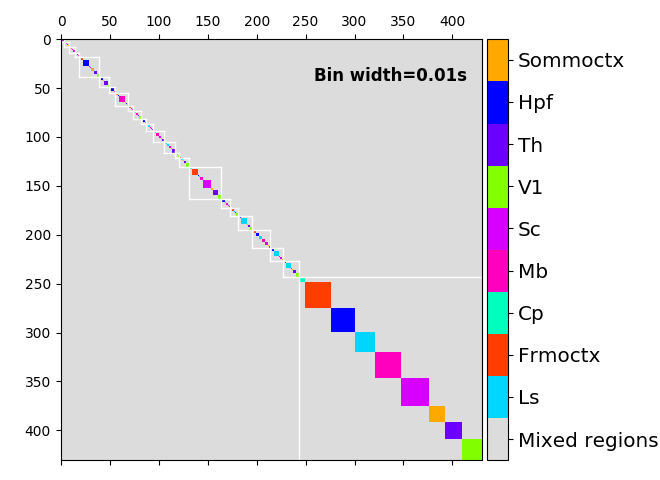 0 50 100 150 200 250 300 350 400
0
50
100
150
200
250
300
350
400
Bin width=0.01s
Sommoctx
Hpf
Th
V1
Sc
Mb
Cp
Frmoctx
Ls
Mixed regions